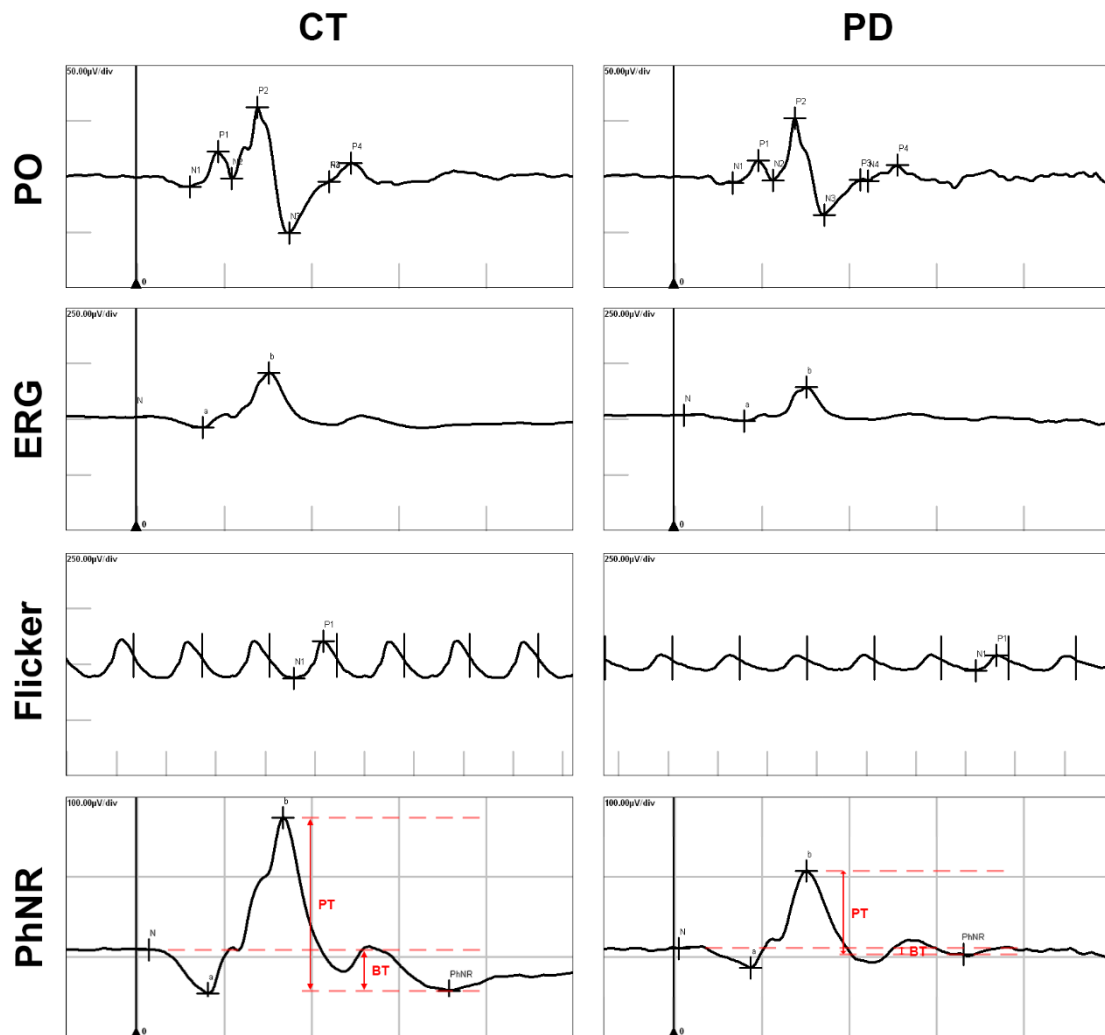 CT
PD
PO
50.00µV/div
N1
P1
N2
P2
N3
P4
0
50.00µV/div
N1
P1
N2
P2
N3
P3
N4
P4
0
ERG
250.00µV/div
N
a
b
0
250.00µV/div
N
a
b
0
Flicker
250.00µV/div
N1
P1
250.00µV/div
N1
P1
PhNR
100.00µV/div
N
a
b
PT
BT
PhNR
0
100.00µV/div
N
a
b
PT
BT
PhNR
0